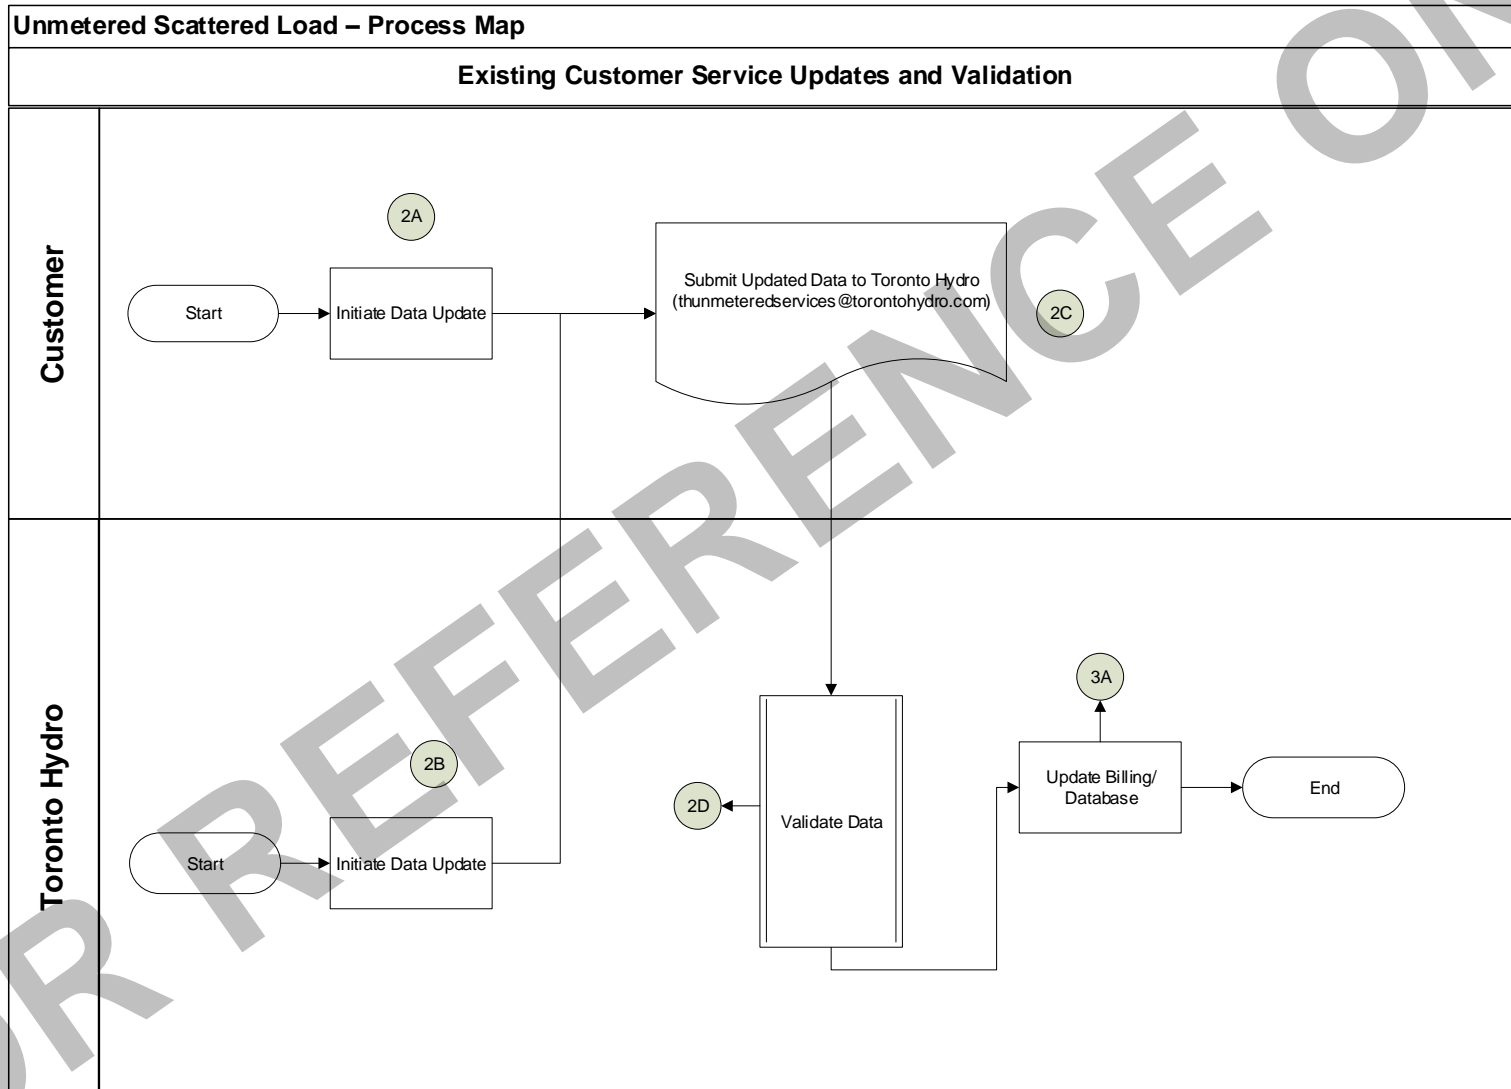 Unmetered Scattered Load – Process Map
Existing Customer Service Updates and Validation
Customer
2A
Start
Initiate Data Update
Submit Updated Data to Toronto Hydro
(thunmeteredservices@torontohydro.com)
2C
Toronto Hydro
2B
Start
Initiate Data Update
2D
Validate Data
3A
Update Billing/
Database
End
OR REFERENCE ON